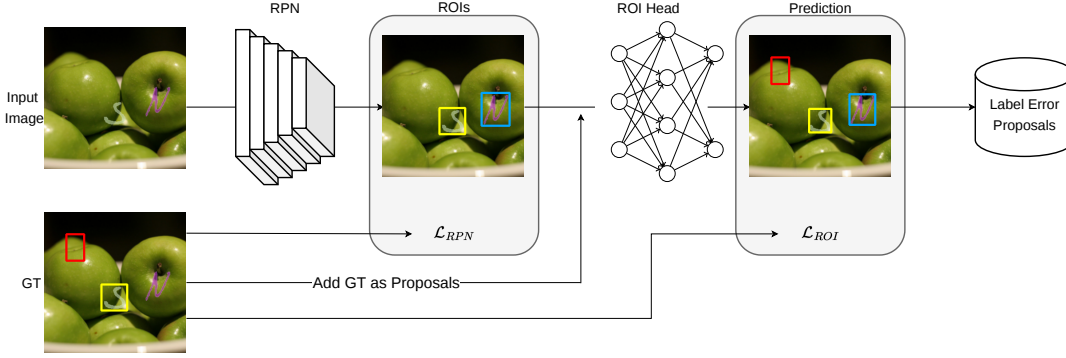 RPN
ROIs
ROI Head
Prediction
Input
Image
Label Error
Proposals
GT
ℒ_RPN
ℒ_ROI
Add GT as Proposals